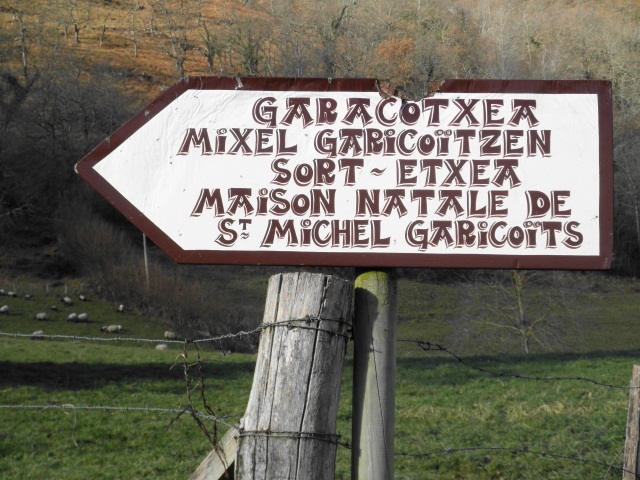 GARACOTXEA
MiXEL GARiCOÏTZEN
SORT ~ ETXEA
MAiSON NATALE DE
ST MiCHEL GARiCOÏTS